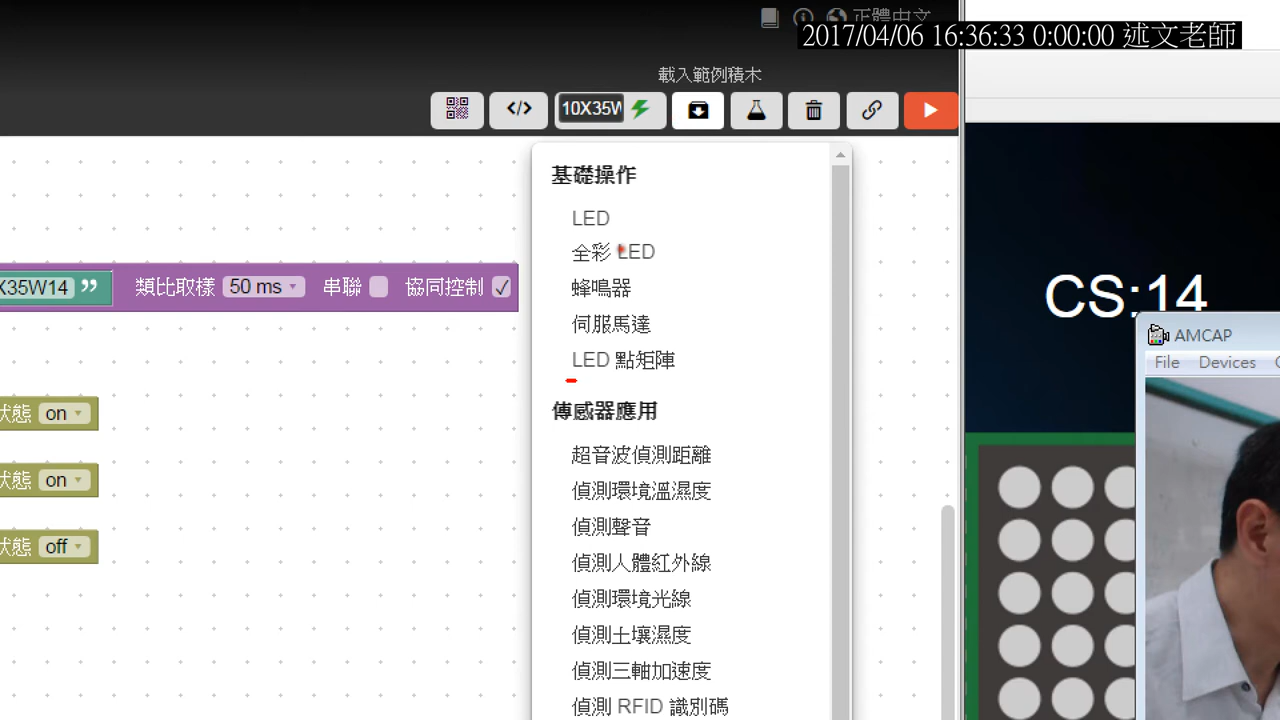 正體中文
2017/04/06 16:36:33 0:00:00 述文老師
載入範例積木
</> 10X35W
基礎操作
LED
全彩 LED
蜂鳴器
伺服馬達
LED 點矩陣
傳感器應用
超音波偵測距離
偵測環境溫濕度
偵測聲音
偵測人體紅外線
偵測環境光線
偵測土壤濕度
偵測三軸加速度
偵測 RFID 識別碼
X35W14 ” 類比取樣 50 ms 串聯 協同控制
狀態 on
狀態 on
狀態 off
CS:14
AMCAP
File Devices